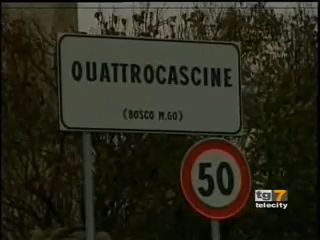 QUATTROCASCINE
(BOSCO M.GO)
50
tg7
telecity